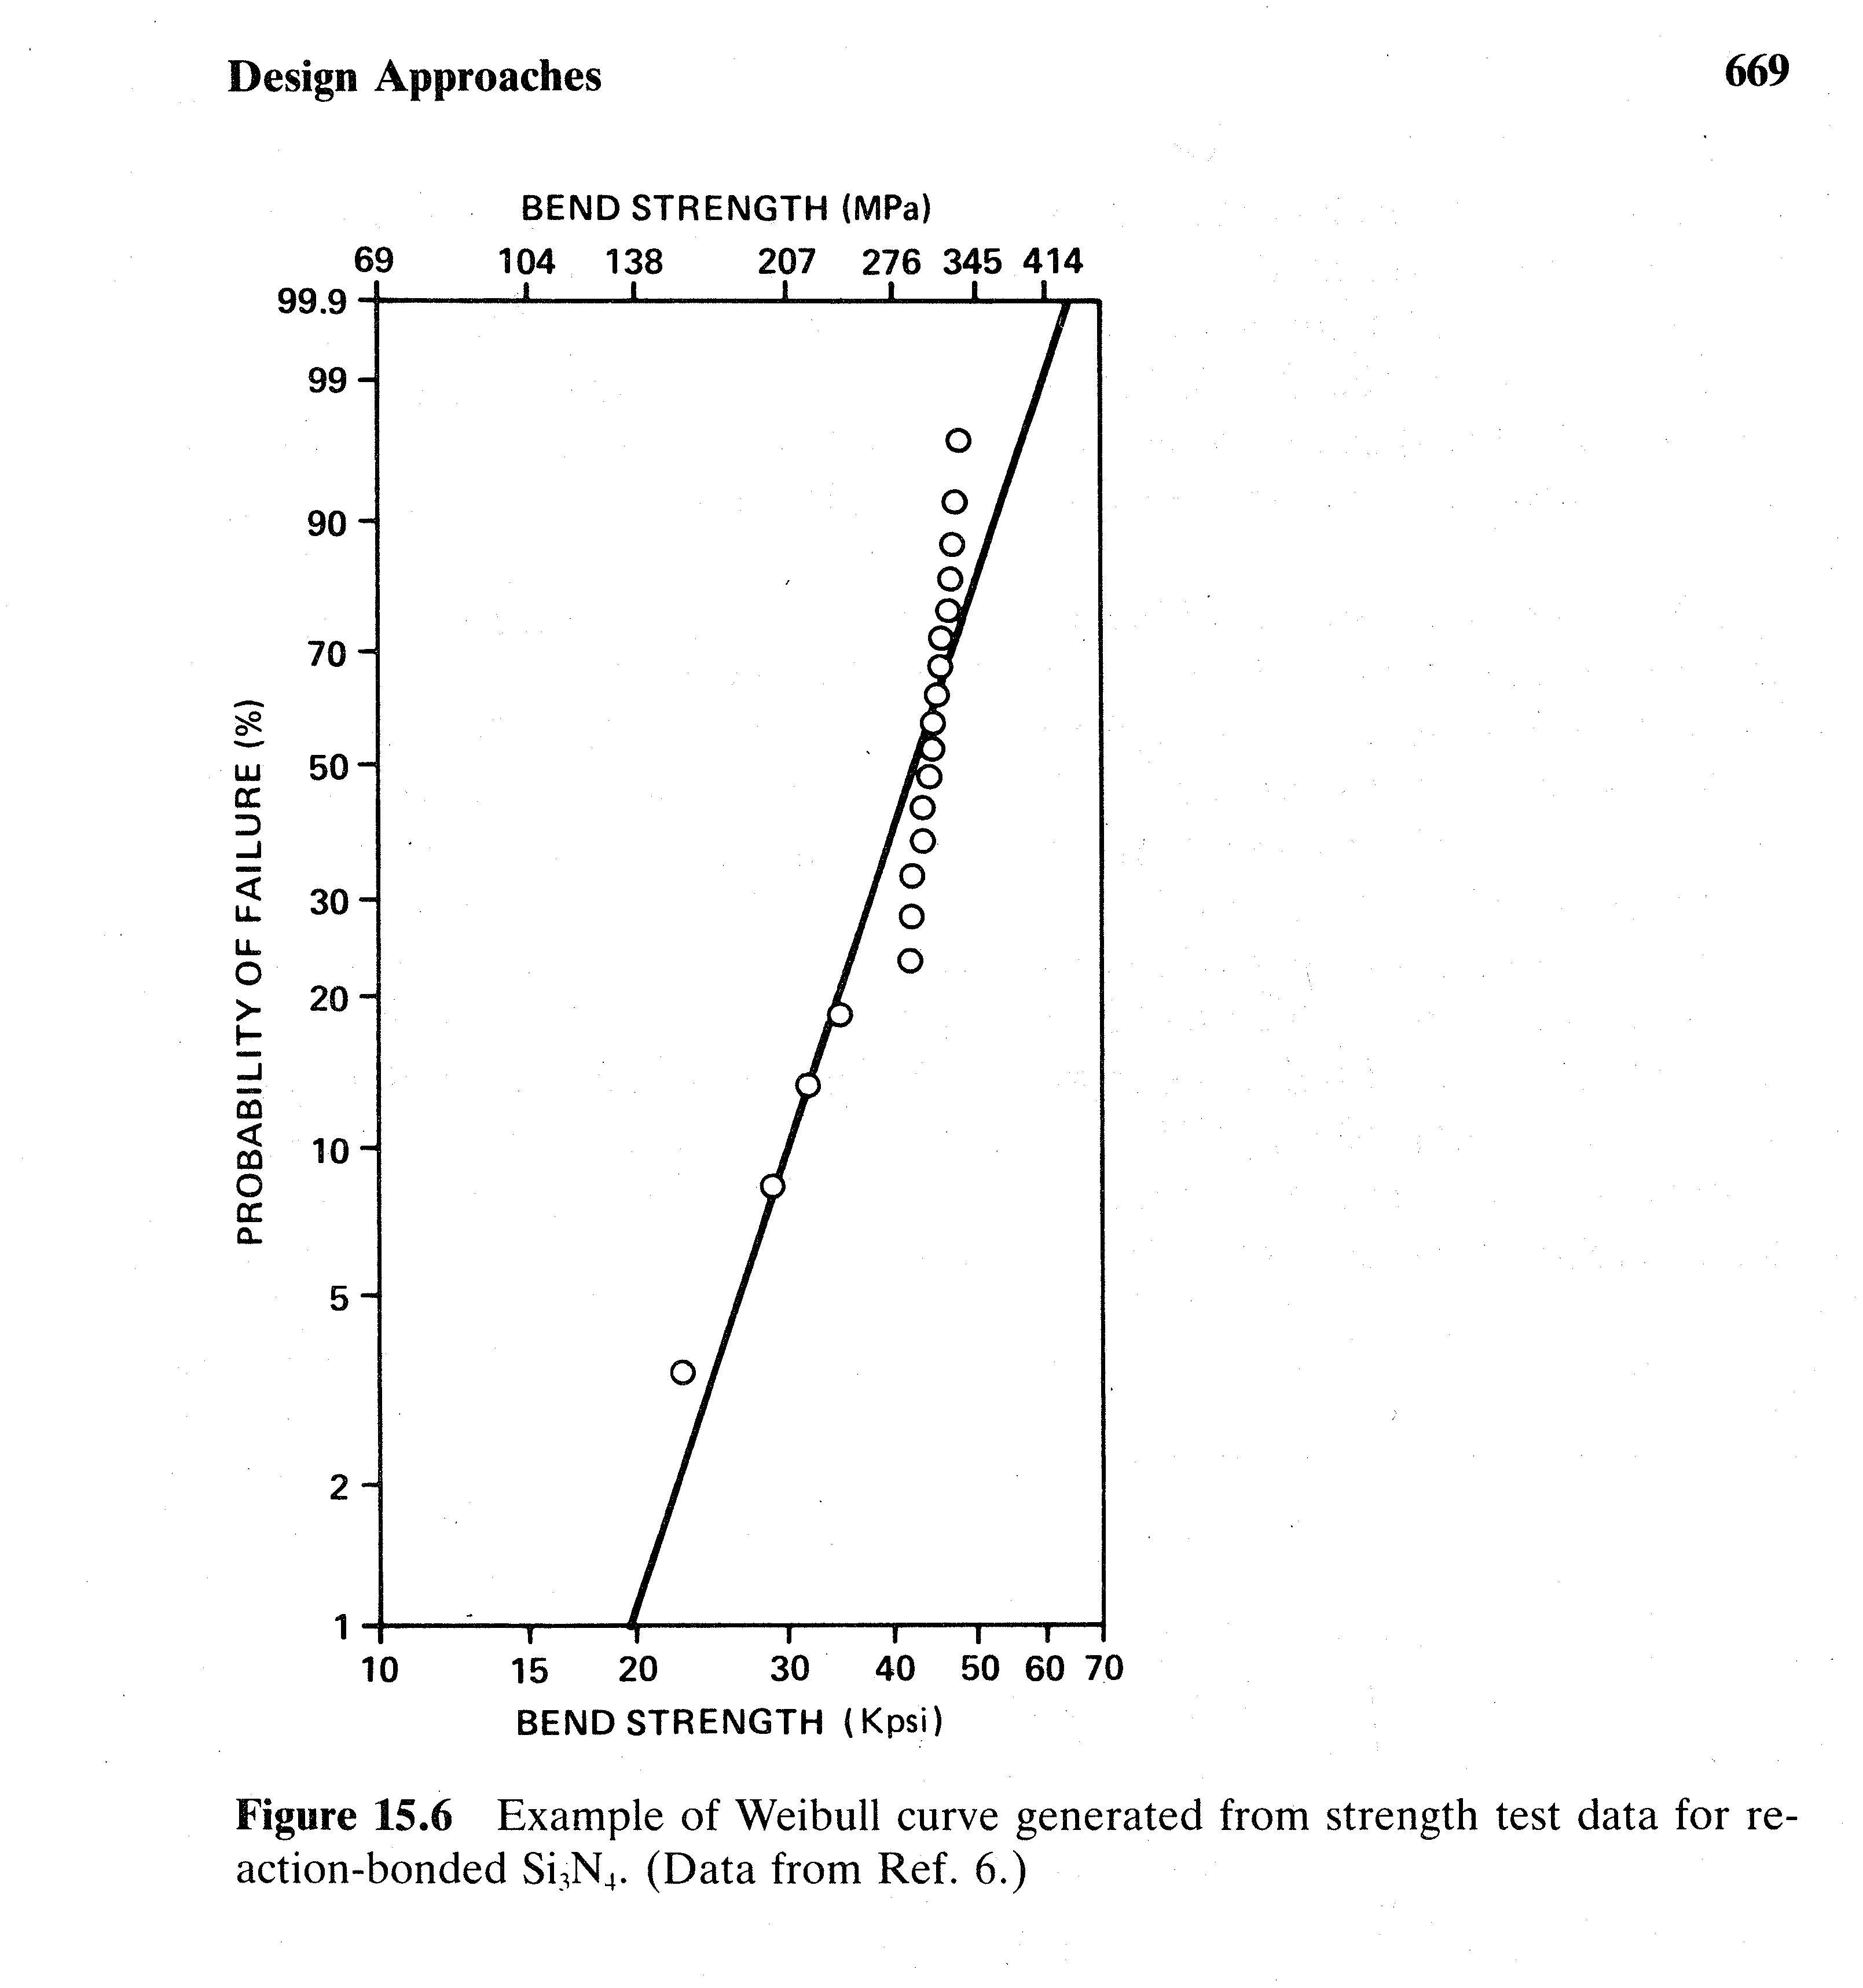 Design Approaches 669
BEND STRENGTH (MPa)
69 104 138 207 276 345 414
99.9
99
90
70
50
30
20
10
5
2
1
PROBABILITY OF FAILURE (%)
10 15 20 30 40 50 60 70
BEND STRENGTH (Kpsi)
Figure 15.6 Example of Weibull curve generated from strength test data for re-
action-bonded Si₃N₄. (Data from Ref. 6.)